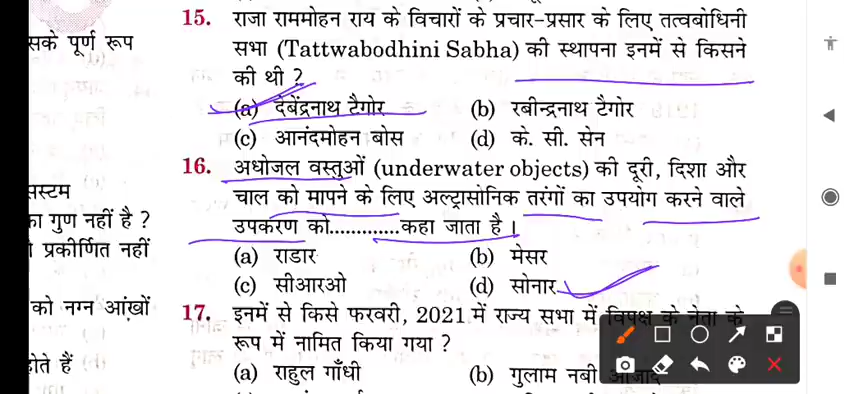 सके पूर्ण रूप
सस्टम
का गुण नहीं है ?
प्रकीर्णित नहीं
को नग्न आंखों
होते हैं
15. राजा राममोहन राय के विचारों के प्रचार-प्रसार के लिए तत्वबोधिनी
सभा (Tattwabodhini Sabha) की स्थापना इनमें से किसने
की थी ?
(a) देबेंद्रनाथ टैगोर (b) रबीन्द्रनाथ टैगोर
(c) आनंदमोहन बोस (d) के. सी. सेन
16. अधोजल वस्तुओं (underwater objects) की दूरी, दिशा और
चाल को मापने के लिए अल्ट्रासोनिक तरंगों का उपयोग करने वाले
उपकरण को.............कहा जाता है ।
(a) राडार (b) मेसर
(c) सीआरओ (d) सोनार
17. इनमें से किसे फरवरी, 2021 में राज्य सभा में विपक्ष के नेता के
रूप में नामित किया गया ?
(a) राहुल गाँधी (b) गुलाम नबी आजाद